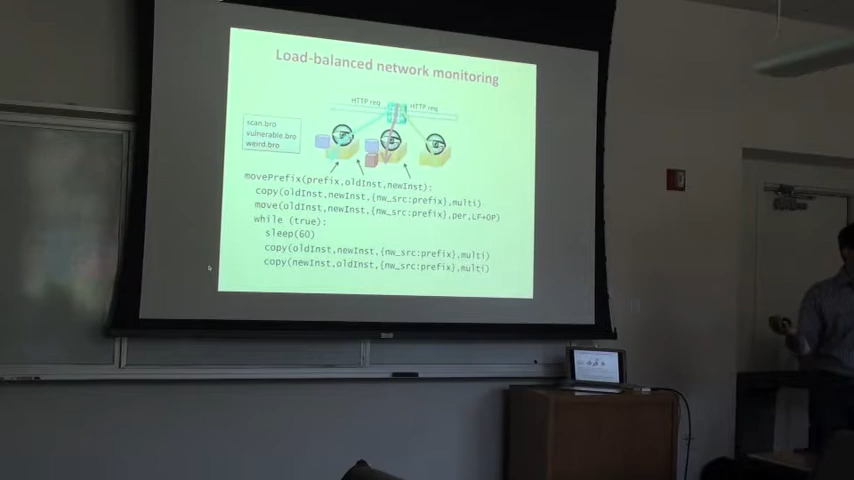 Load-balanced network monitoring
HTTP req HTTP req
scan.bro
vulnerable.bro
weird.bro
movePrefix(prefix,oldInst,newInst):
copy(oldInst,newInst,{nw_src:prefix},multi)
move(oldInst,newInst,{nw_src:prefix},per,LF+OP)
while (true):
sleep(60)
copy(oldInst,newInst,{nw_src:prefix},multi)
copy(newInst,oldInst,{nw_src:prefix},multi)